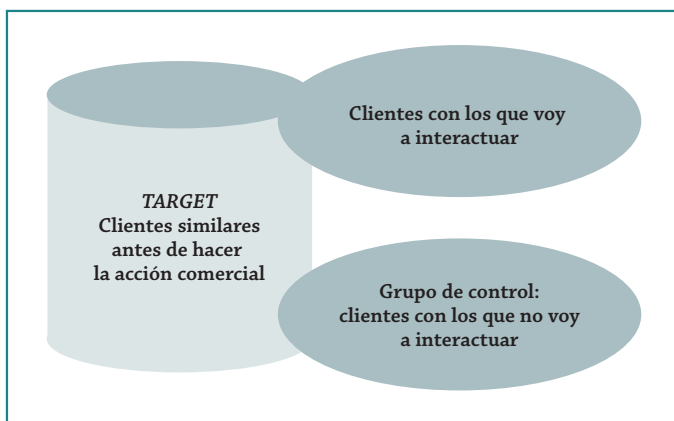 Clientes con los que voy
a interactuar
TARGET
Clientes similares
antes de hacer
la acción comercial
Grupo de control:
clientes con los que no voy
a interactuar